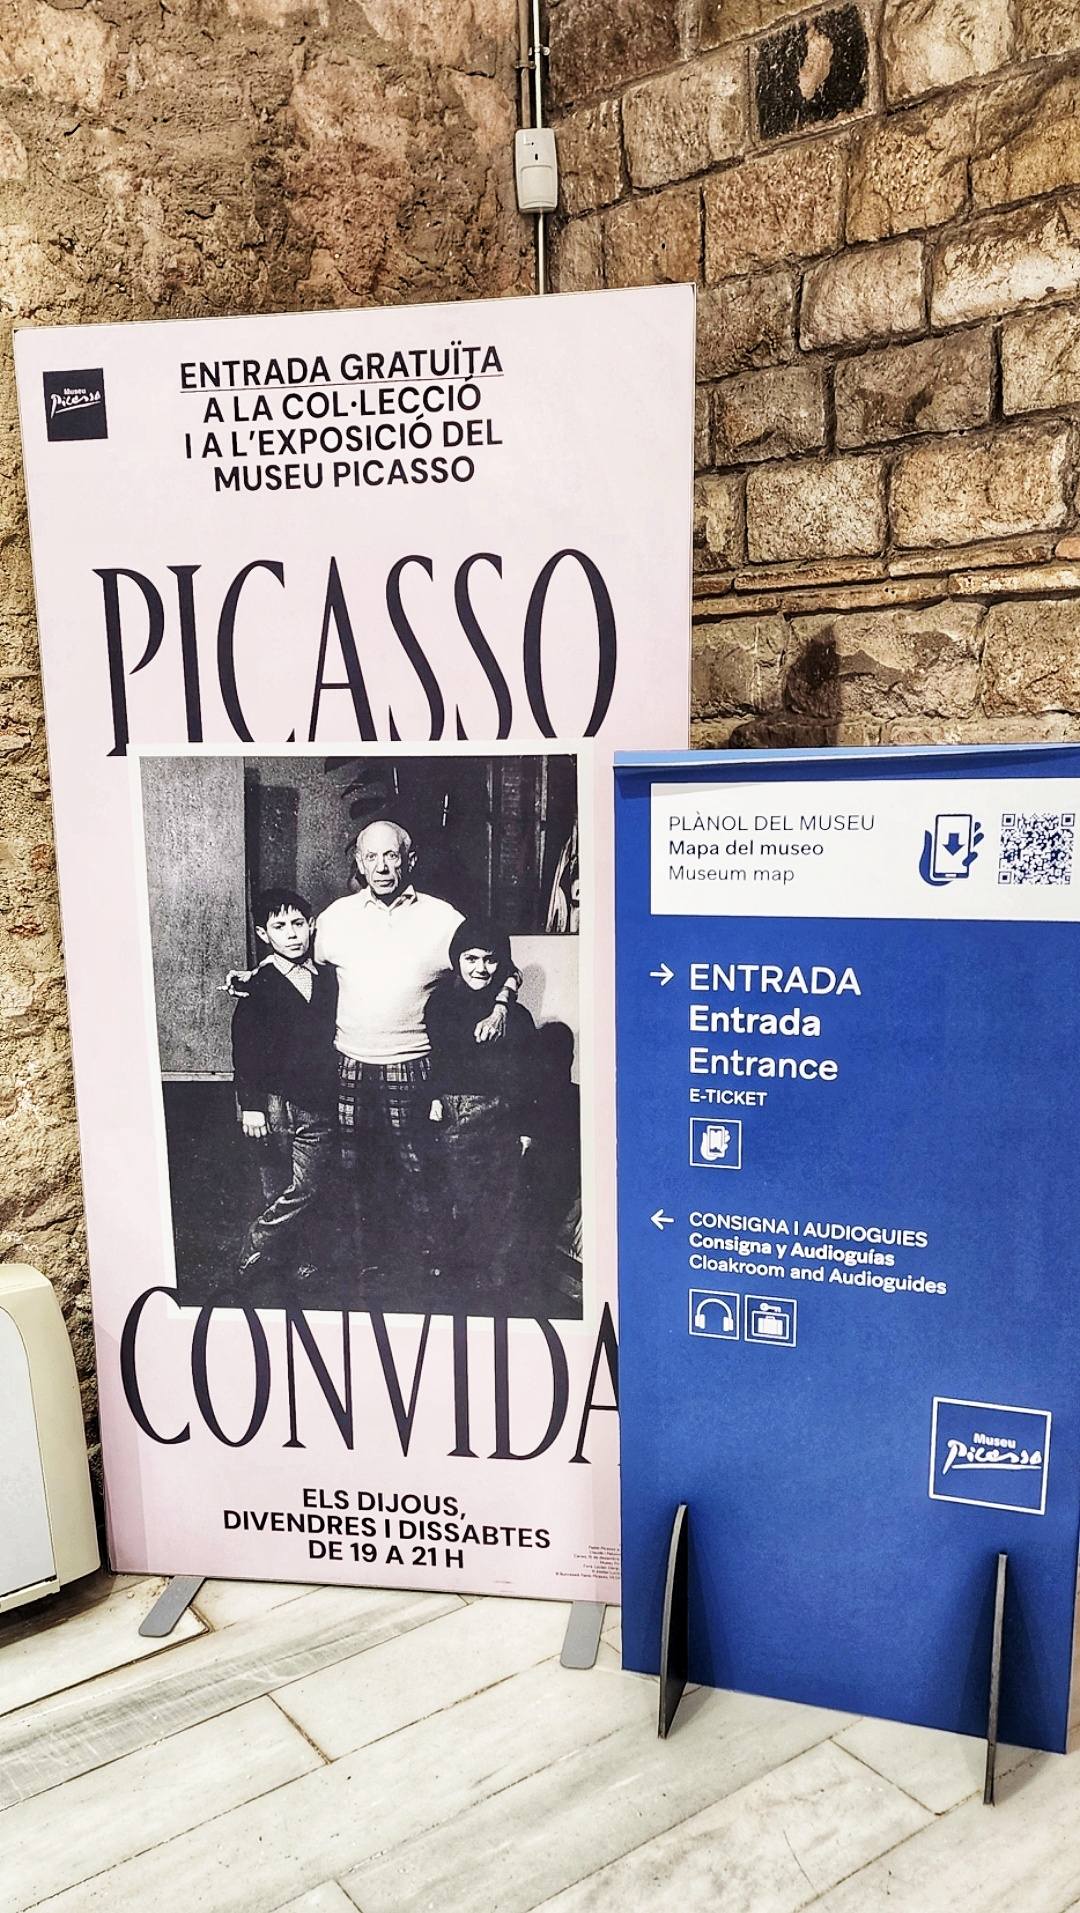 Museu
Picasso
ENTRADA GRATUÏTA
A LA COL·LECCIÓ
I A L'EXPOSICIÓ DEL
MUSEU PICASSO
PICASSO
CONVIDA
ELS DIJOUS,
DIVENDRES I DISSABTES
DE 19 A 21 H
PLÀNOL DEL MUSEU
Mapa del museo
Museum map
→ ENTRADA
Entrada
Entrance
E-TICKET
← CONSIGNA I AUDIOGUIES
Consigna y Audioguías
Cloakroom and Audioguides
Museu
Picasso